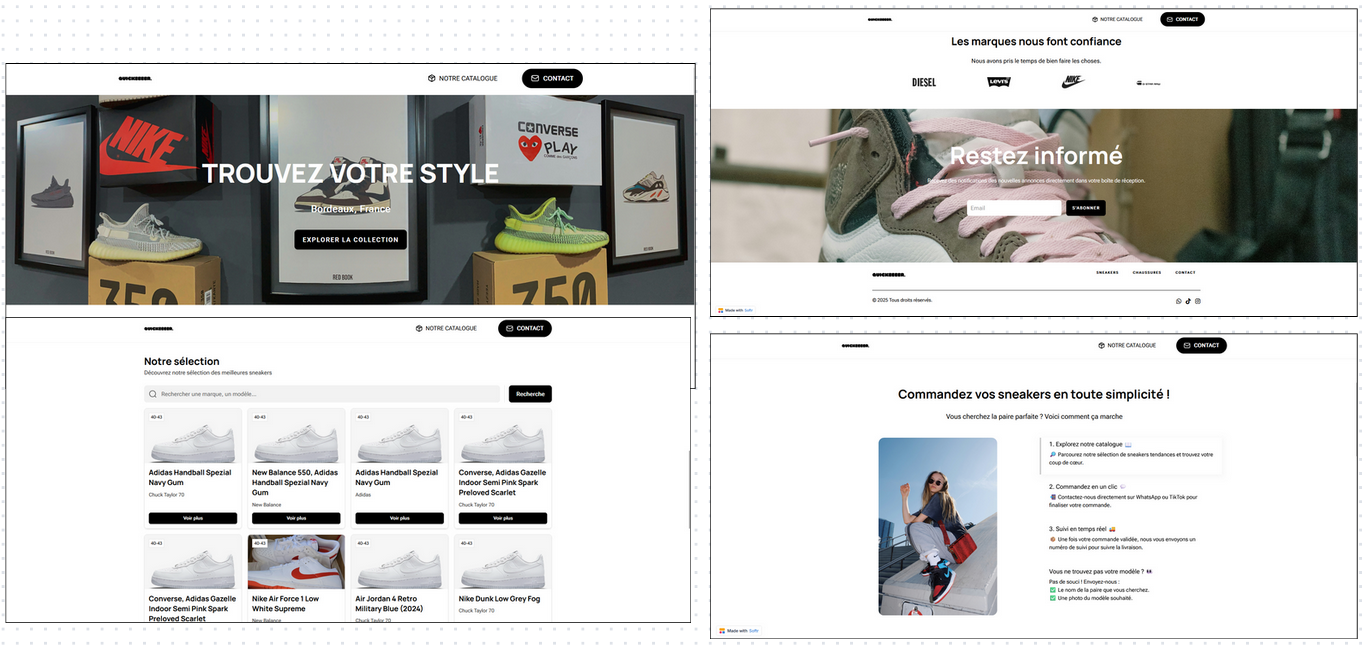 NOTRE CATALOGUE
CONTACT
NIKE
CONVERSE
PLAY
TROUVEZ VOTRE STYLE
Bordeaux, France
EXPLORER LA COLLECTION
RED BOOK
350
350
NOTRE CATALOGUE
CONTACT
Notre sélection
Découvrez notre sélection des meilleures sneakers
Rechercher une marque, un modèle...
Recherche
40-43
40-43
40-43
40-43
Adidas Handball Spezial
Navy Gum
Chuck Taylor 70
Voir plus
New Balance 550, Adidas
Handball Spezial Navy
Gum
New Balance
Voir plus
Adidas Handball Spezial
Navy Gum
Adidas
Voir plus
Converse, Adidas Gazelle
Indoor Semi Pink Spark
Preloved Scarlet
Chuck Taylor 70
Voir plus
40-43
40-43
40-43
40-43
Converse, Adidas Gazelle
Indoor Semi Pink Spark
Preloved Scarlet
Nike Air Force 1 Low
White Supreme
Chuck Taylor 70
Air Jordan 4 Retro
Military Blue (2024)
Chuck Taylor 70
Nike Dunk Low Grey Fog
Chuck Taylor 70
NOTRE CATALOGUE
CONTACT
Les marques nous font confiance
Nous avons pris le temps de bien faire les choses.
DIESEL
Levi's
NIKE
Restez informé
Recevez des notifications des nouvelles annonces directement dans votre boîte de réception.
Email
S'ABONNER
SNEAKERS
CHAUSSURES
CONTACT
© 2025 Tous droits réservés.
Made with Softr
NOTRE CATALOGUE
CONTACT
Commandez vos sneakers en toute simplicité !
Vous cherchez la paire parfaite ? Voici comment ça marche
1. Explorez notre catalogue
Parcourez notre sélection de sneakers tendances et trouvez votre
coup de cœur.
2. Commandez en un clic
Contactez-nous directement sur WhatsApp ou TikTok pour
finaliser votre commande.
3. Suivi en temps réel
Une fois votre commande validée, nous vous envoyons un
numéro de suivi pour suivre la livraison.
Vous ne trouvez pas votre modèle ?
Pas de souci ! Envoyez-nous :
Le nom de la paire que vous cherchez.
Une photo du modèle souhaité.
Made with Softr